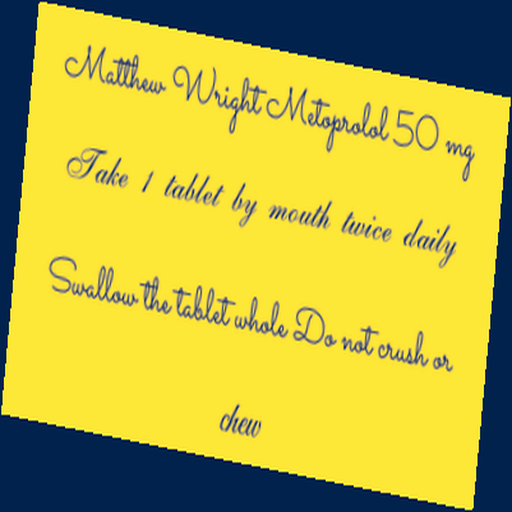 Matthew Wright Metoprolol 50 mg
Take 1 tablet by mouth twice daily
Swallow the tablet whole Do not crush or
chew